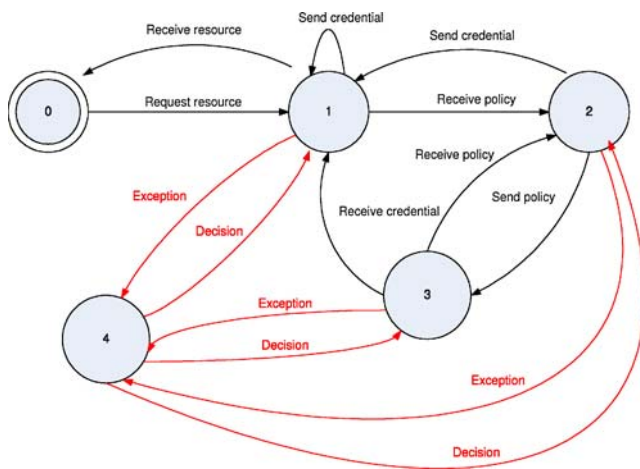 Send credential
Receive resource
Send credential
0
Request resource
1
Receive policy
2
Receive policy
Exception
Send policy
Decision
Receive credential
3
Exception
4
Decision
Exception
Decision